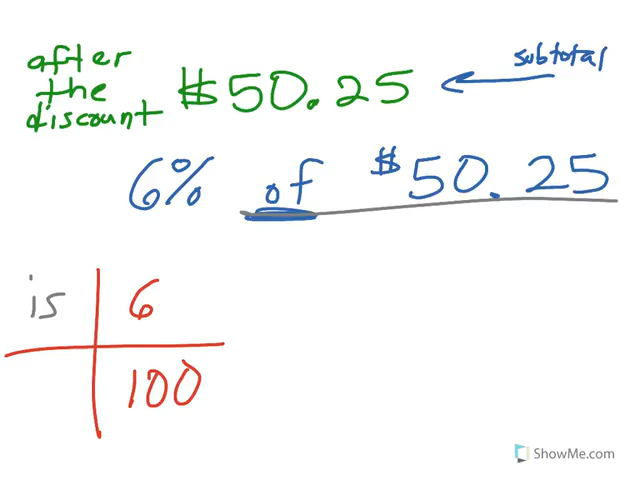 after
the
discount
$50.25
subtotal
6% of $50.25
is 6
100
ShowMe.com